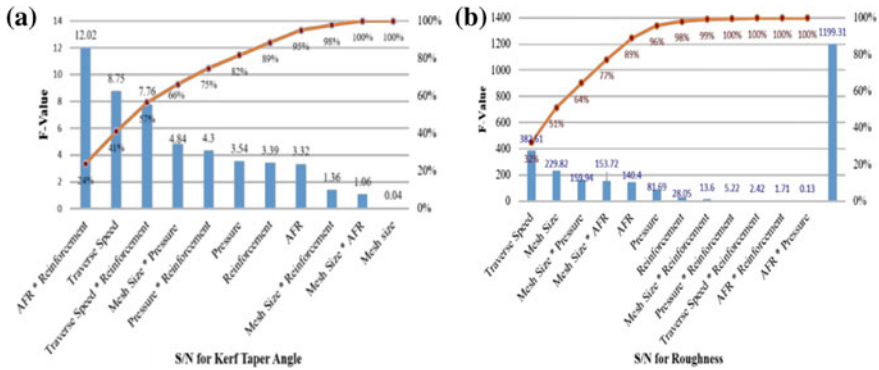 (a)
14
12
10
8
6
4
2
0
F-Value
12.02
8.75
7.76
4.84
4.3
3.54
3.39
3.32
1.36
1.06
0.04
24%
41%
57%
66%
75%
82%
89%
95%
98%
100%
100%
100%
80%
60%
40%
20%
0%
AFR * Reinforcement
Traverse Speed
Traverse Speed * Reinforcement
Mesh Size * Pressure
Pressure * Reinforcement
Pressure
Reinforcement
AFR
Mesh Size * Reinforcement
Mesh Size * AFR
Mesh size
S/N for Kerf Taper Angle
(b)
1400
1200
1000
800
600
400
200
0
F-Value
382.61
229.82
159.94
153.72
140.4
81.69
28.05
13.6
5.22
2.42
1.71
0.13
1199.31
32%
51%
64%
77%
89%
96%
98%
99%
100%
100%
100%
100%
100%
80%
60%
40%
20%
0%
Traverse Speed
Mesh Size
Mesh Size * Pressure
Mesh Size * AFR
AFR
Pressure
Reinforcement
Mesh Size * Reinforcement
Pressure * Reinforcement
Traverse Speed * Reinforcement
AFR * Reinforcement
AFR * Pressure
S/N for Roughness